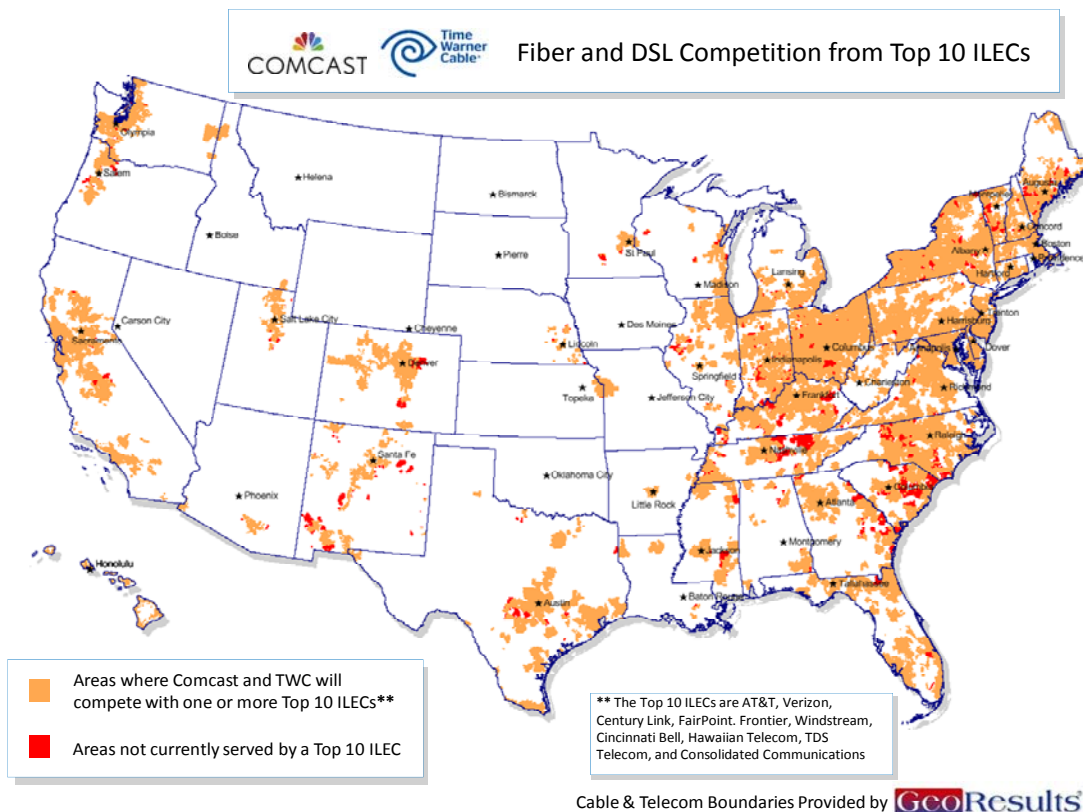 COMCAST
Time
Warner
Cable®
Fiber and DSL Competition from Top 10 ILECs
Olympia
Salem
Helena
Bismarck
Boise
Pierre
St Paul
Augusta
Montpelier
Concord
Albany
Boston
Providence
Hartford
Lansing
Madison
Carson City
Sacramento
Salt Lake City
Cheyenne
Des Moines
Lincoln
Denver
Trenton
Harrisburg
Columbus
Annapolis
Dover
Indianapolis
Springfield
Charleston
Richmond
Topeka
Jefferson City
Frankfort
Raleigh
Nashville
Santa Fe
Oklahoma City
Phoenix
Little Rock
Columbia
Atlanta
Montgomery
Jackson
Honolulu
Austin
Baton Rouge
Tallahassee
Areas where Comcast and TWC will
compete with one or more Top 10 ILECs**
Areas not currently served by a Top 10 ILEC
** The Top 10 ILECs are AT&T, Verizon,
Century Link, FairPoint. Frontier, Windstream,
Cincinnati Bell, Hawaiian Telecom, TDS
Telecom, and Consolidated Communications
Cable & Telecom Boundaries Provided by GeoResults